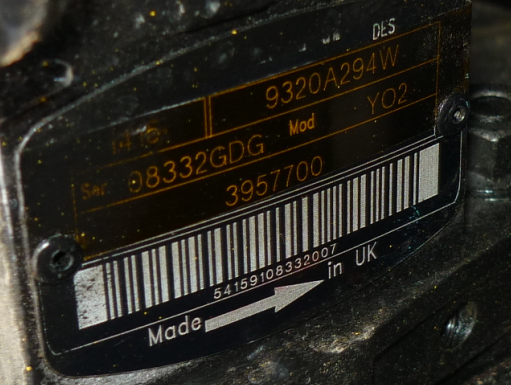 DES
9320A294W
Ser. 08332GDG Mod YO2
3957700
54159108332007
Made in UK